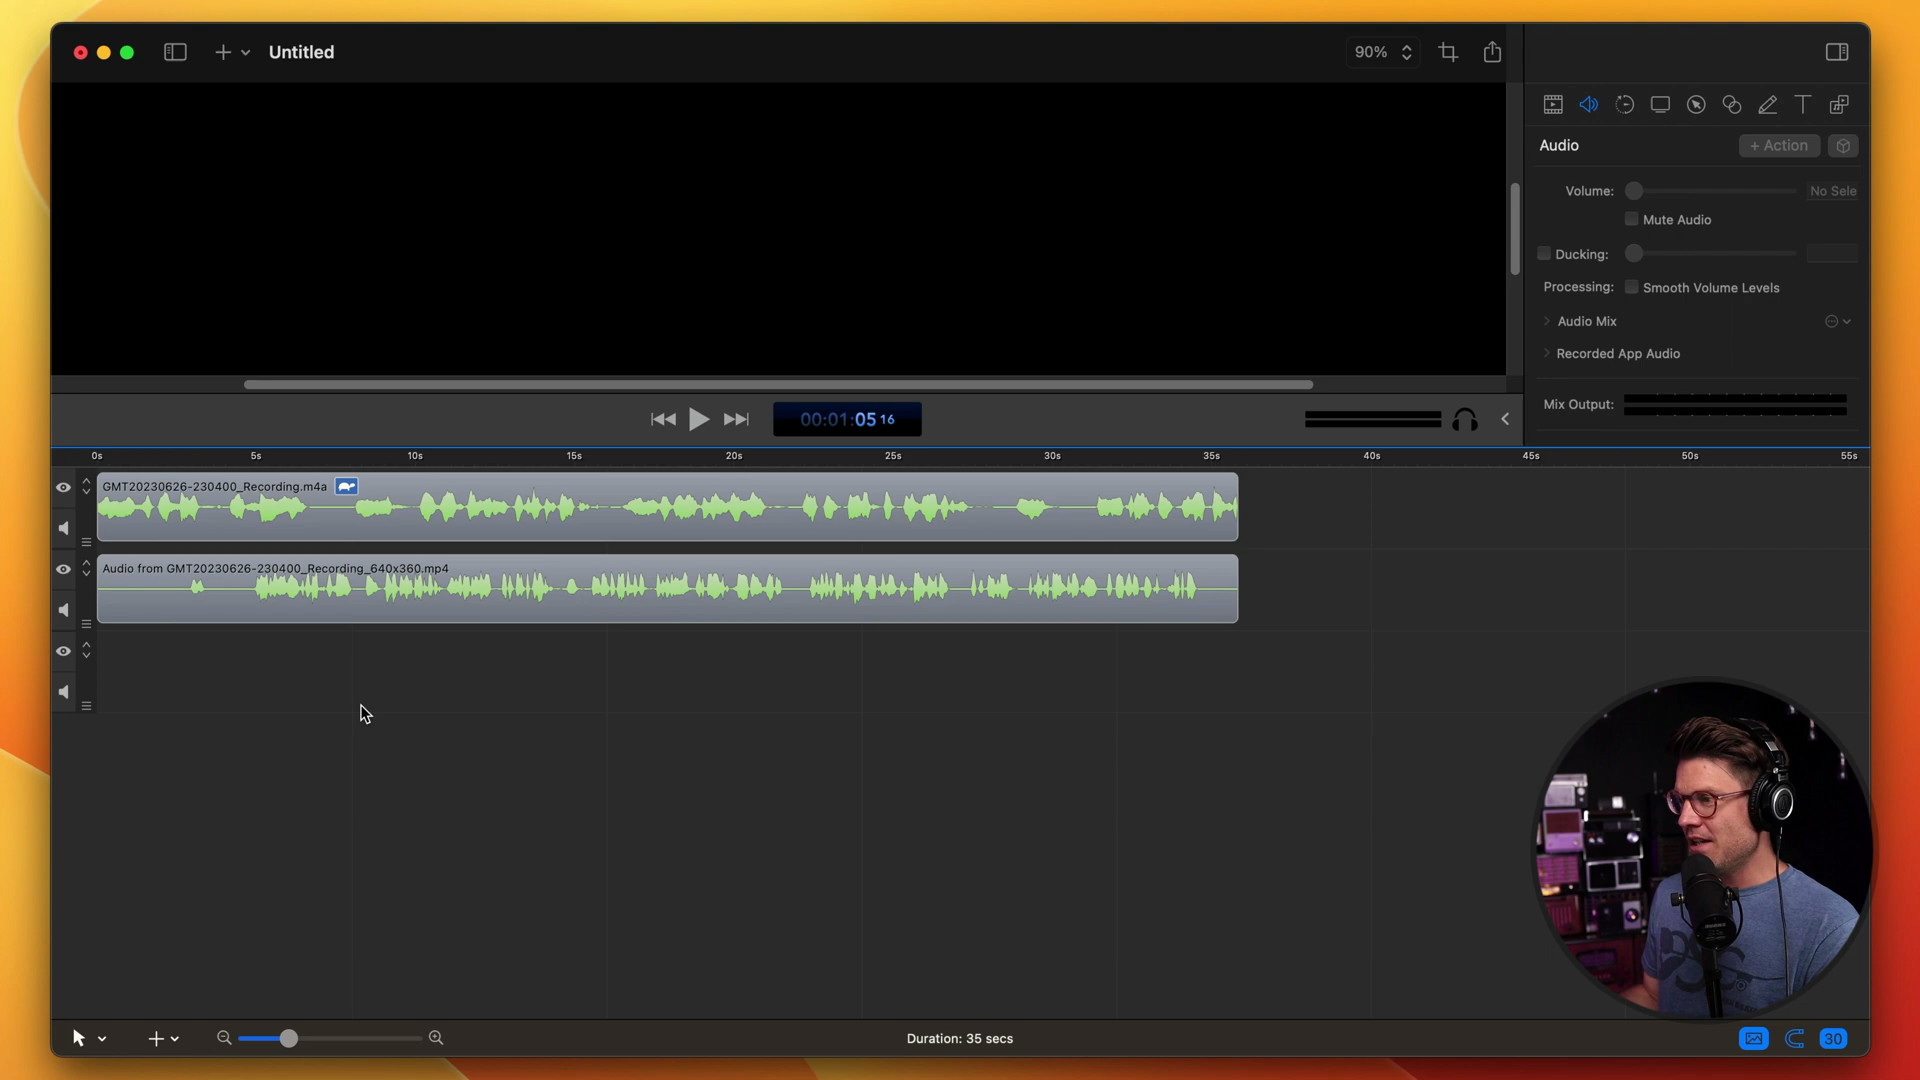 Untitled
90%
Audio
+ Action
Volume:
No Sele
Mute Audio
Ducking:
Processing:
Smooth Volume Levels
Audio Mix
Recorded App Audio
Mix Output:
00:01:05 16
0s 5s 10s 15s 20s 25s 30s 35s 40s 45s 50s 55s
GMT20230626-230400_Recording.m4a
Audio from GMT20230626-230400_Recording_640x360.mp4
Duration: 35 secs
30